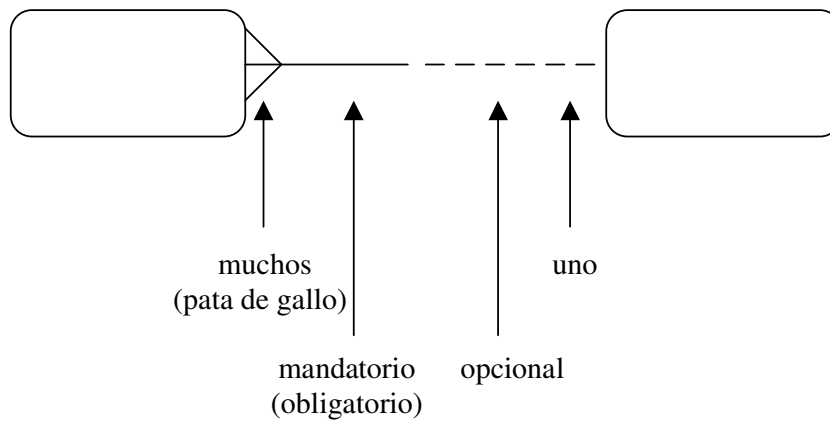 muchos
(pata de gallo)
uno
mandatorio
(obligatorio)
opcional